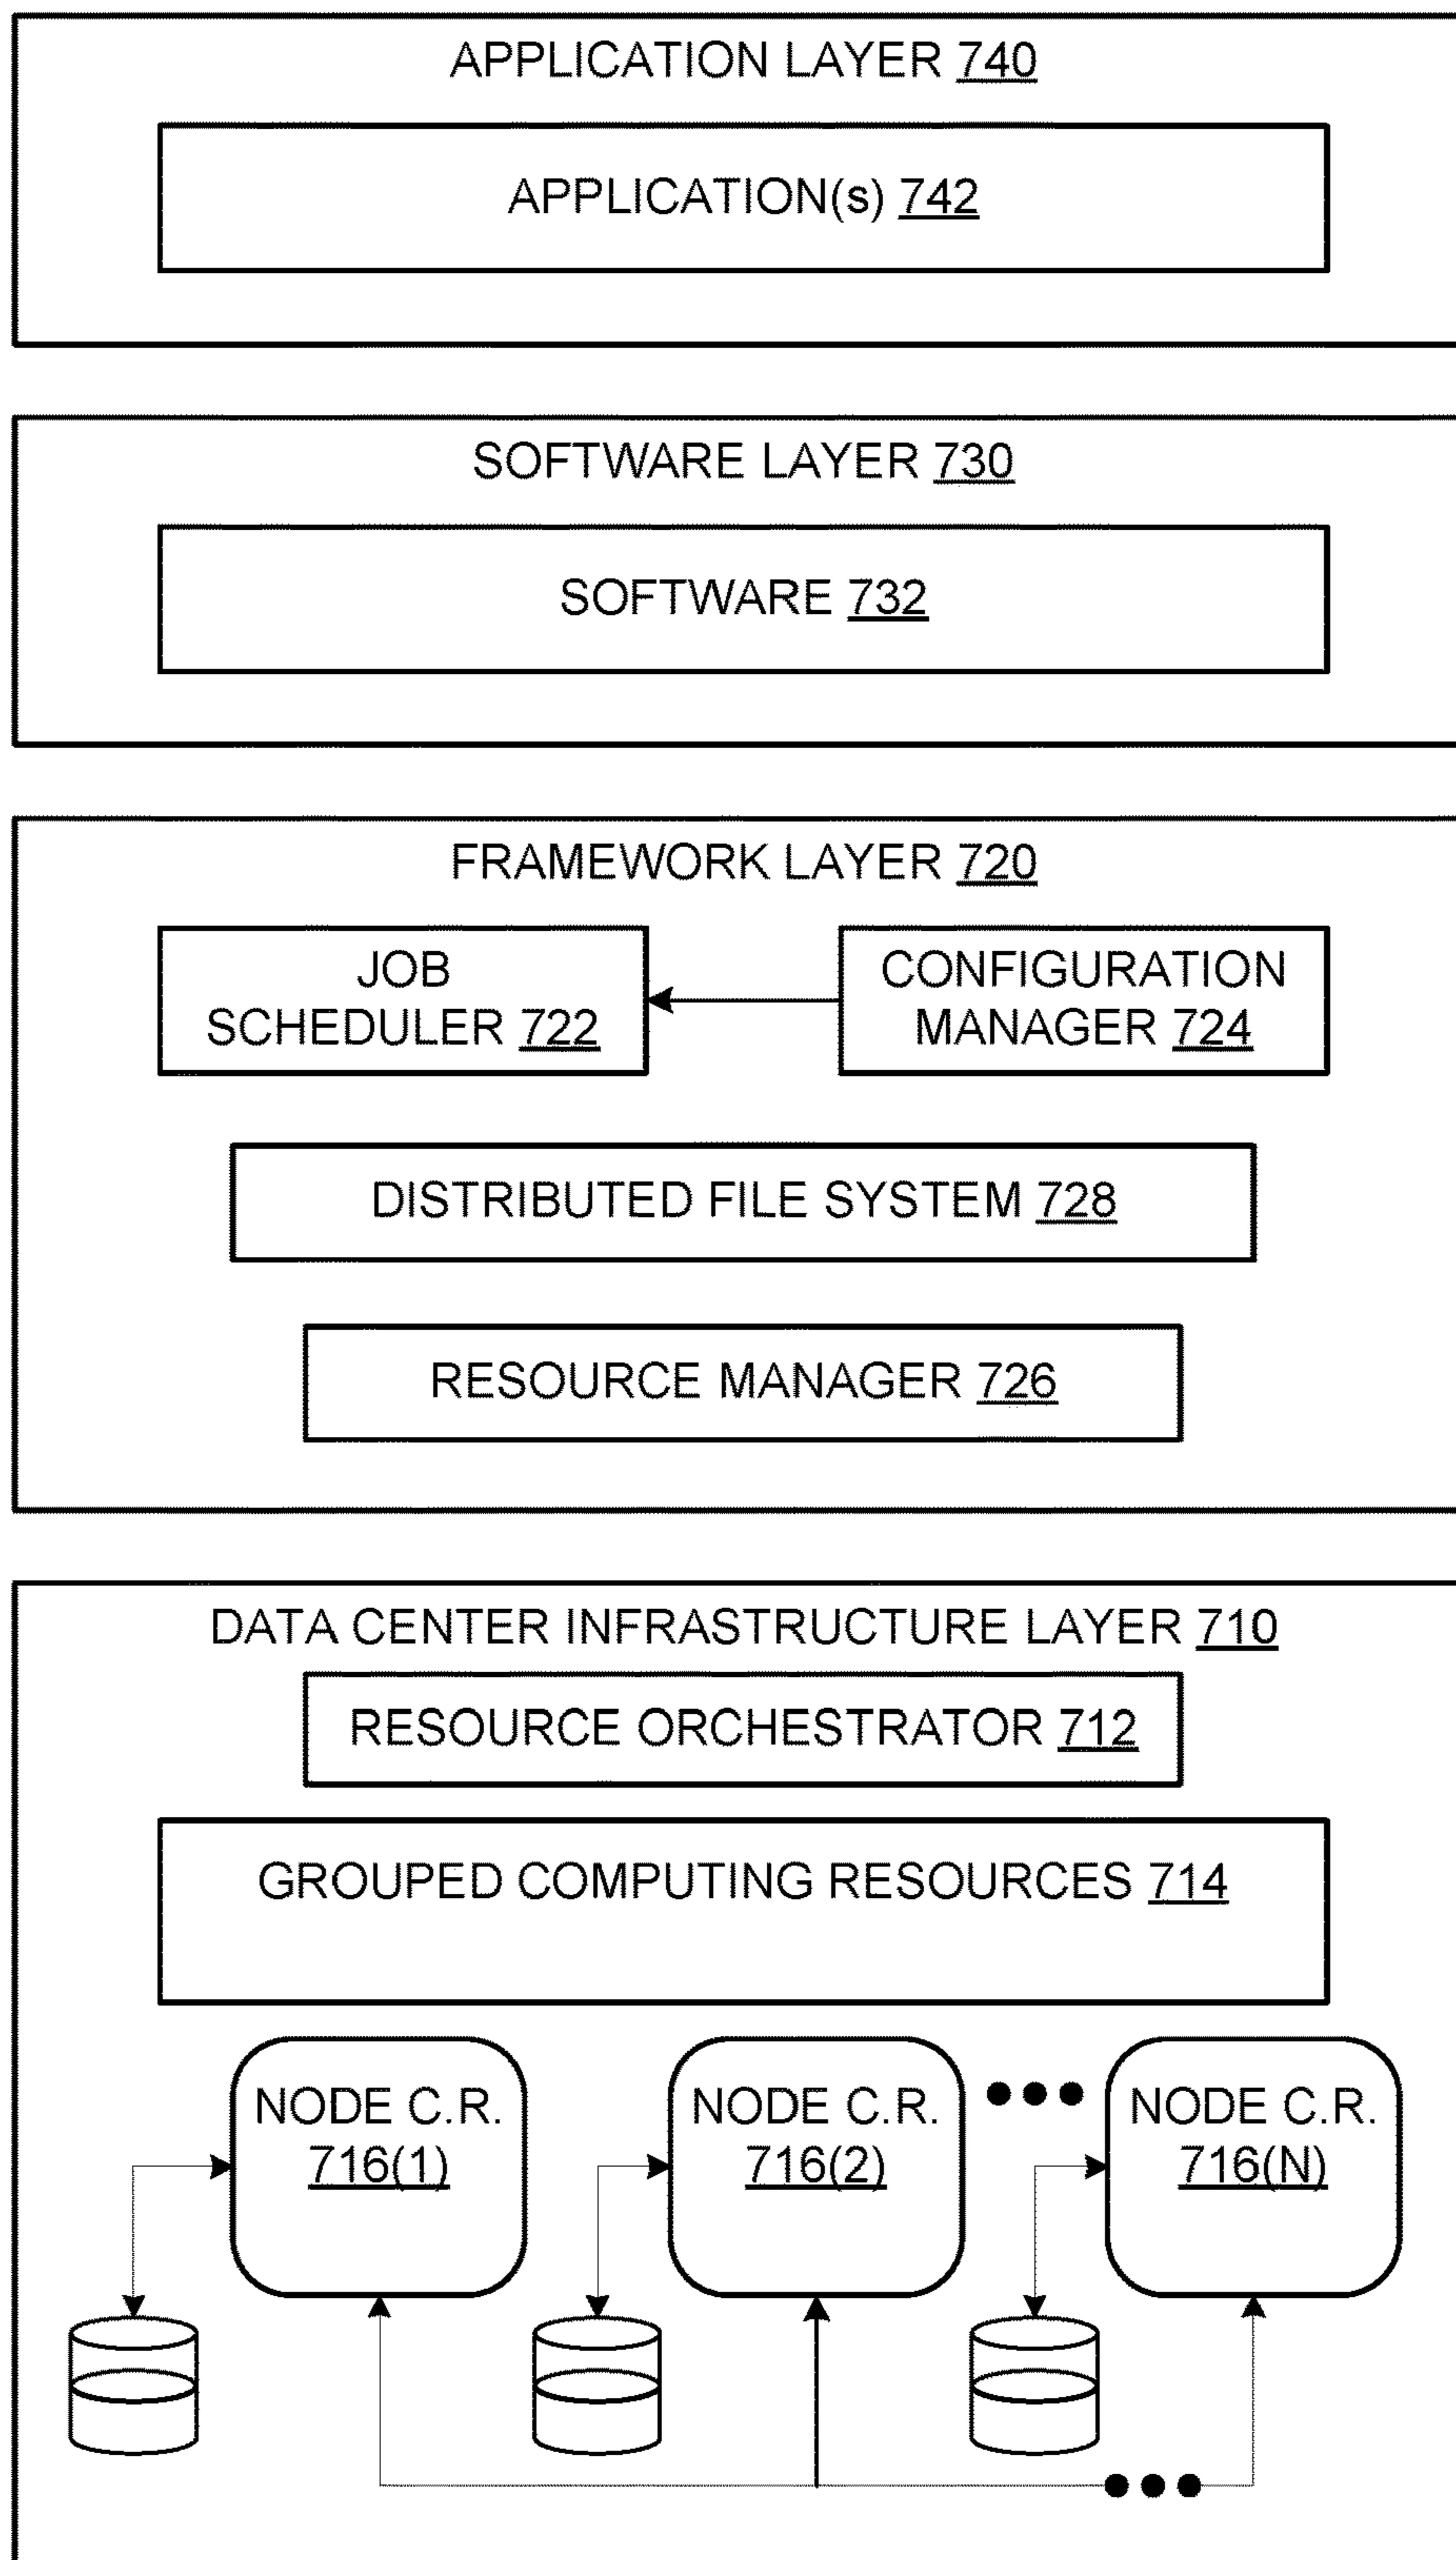 APPLICATION LAYER 740
APPLICATION(s) 742
SOFTWARE LAYER 730
SOFTWARE 732
FRAMEWORK LAYER 720
JOB
SCHEDULER 722
CONFIGURATION
MANAGER 724
DISTRIBUTED FILE SYSTEM 728
RESOURCE MANAGER 726
DATA CENTER INFRASTRUCTURE LAYER 710
RESOURCE ORCHESTRATOR 712
GROUPED COMPUTING RESOURCES 714
NODE C.R.
716(1)
NODE C.R.
716(2)
NODE C.R.
716(N)